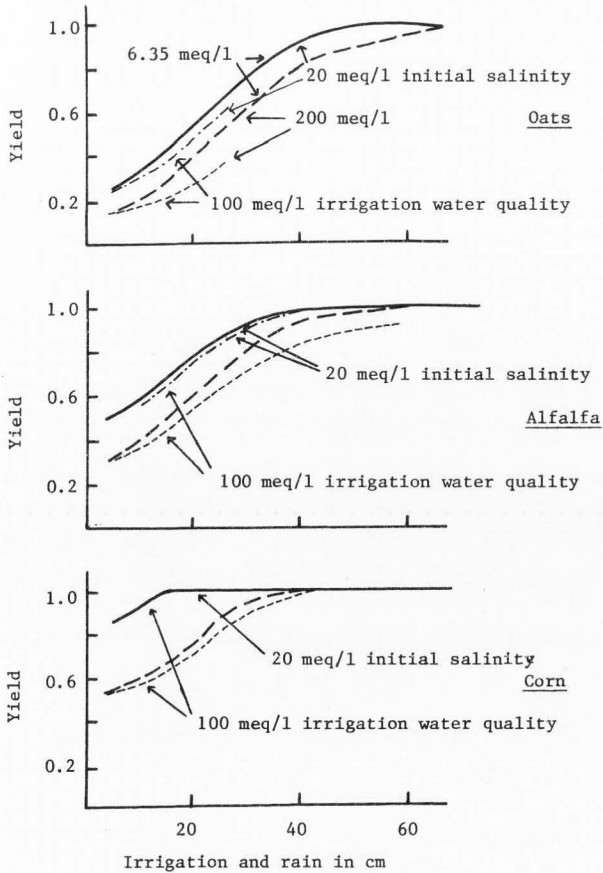 1.0
6.35 meq/l
20 meq/l initial salinity
0.6
200 meq/l
Oats
Yield
0.2
100 meq/l irrigation water quality
1.0
20 meq/l initial salinity
0.6
Alfalfa
Yield
100 meq/l irrigation water quality
0.2
1.0
20 meq/l initial salinity
0.6
Corn
Yield
100 meq/l irrigation water quality
0.2
20 40 60
Irrigation and rain in cm